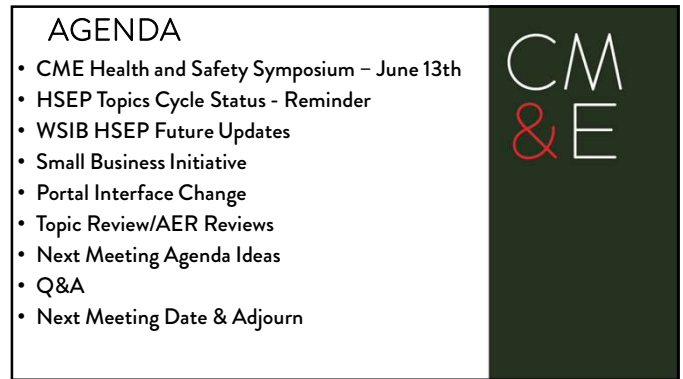 AGENDA
• CME Health and Safety Symposium – June 13th
• HSEP Topics Cycle Status - Reminder
• WSIB HSEP Future Updates
• Small Business Initiative
• Portal Interface Change
• Topic Review/AER Reviews
• Next Meeting Agenda Ideas
• Q&A
• Next Meeting Date & Adjourn
CM
&E